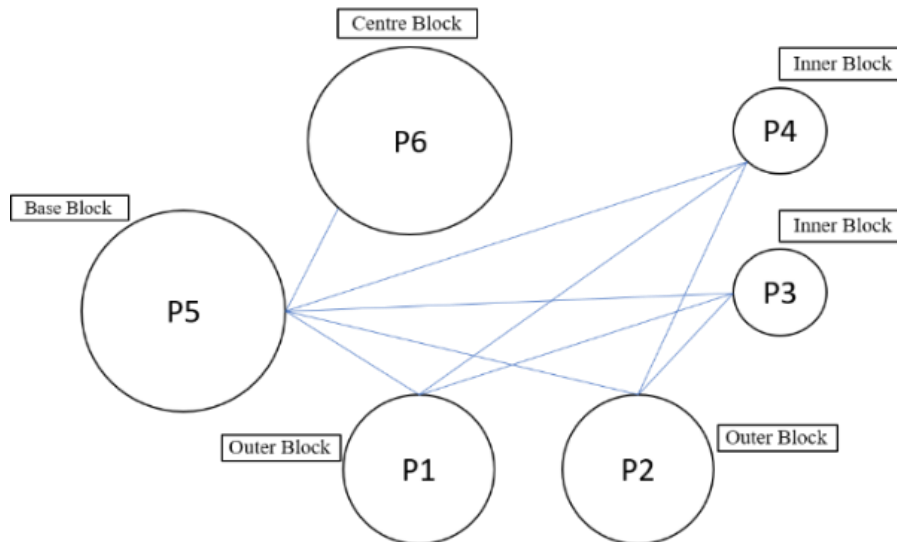 Centre Block
P6
Inner Block
P4
Base Block
P5
Inner Block
P3
Outer Block
P1
P2
Outer Block